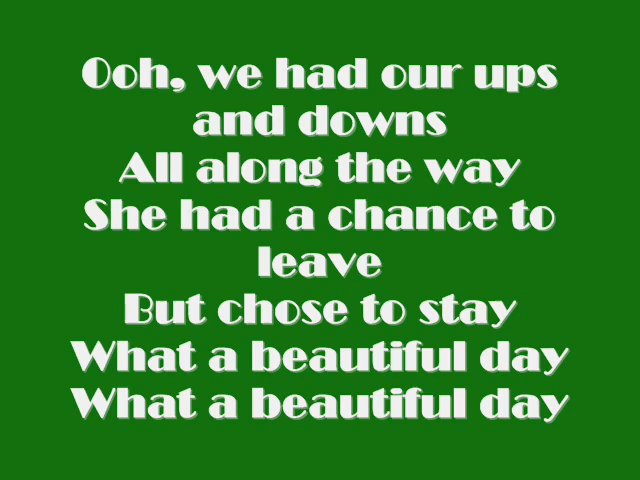 Ooh, we had our ups
and downs
All along the way
She had a chance to
leave
But chose to stay
What a beautiful day
What a beautiful day